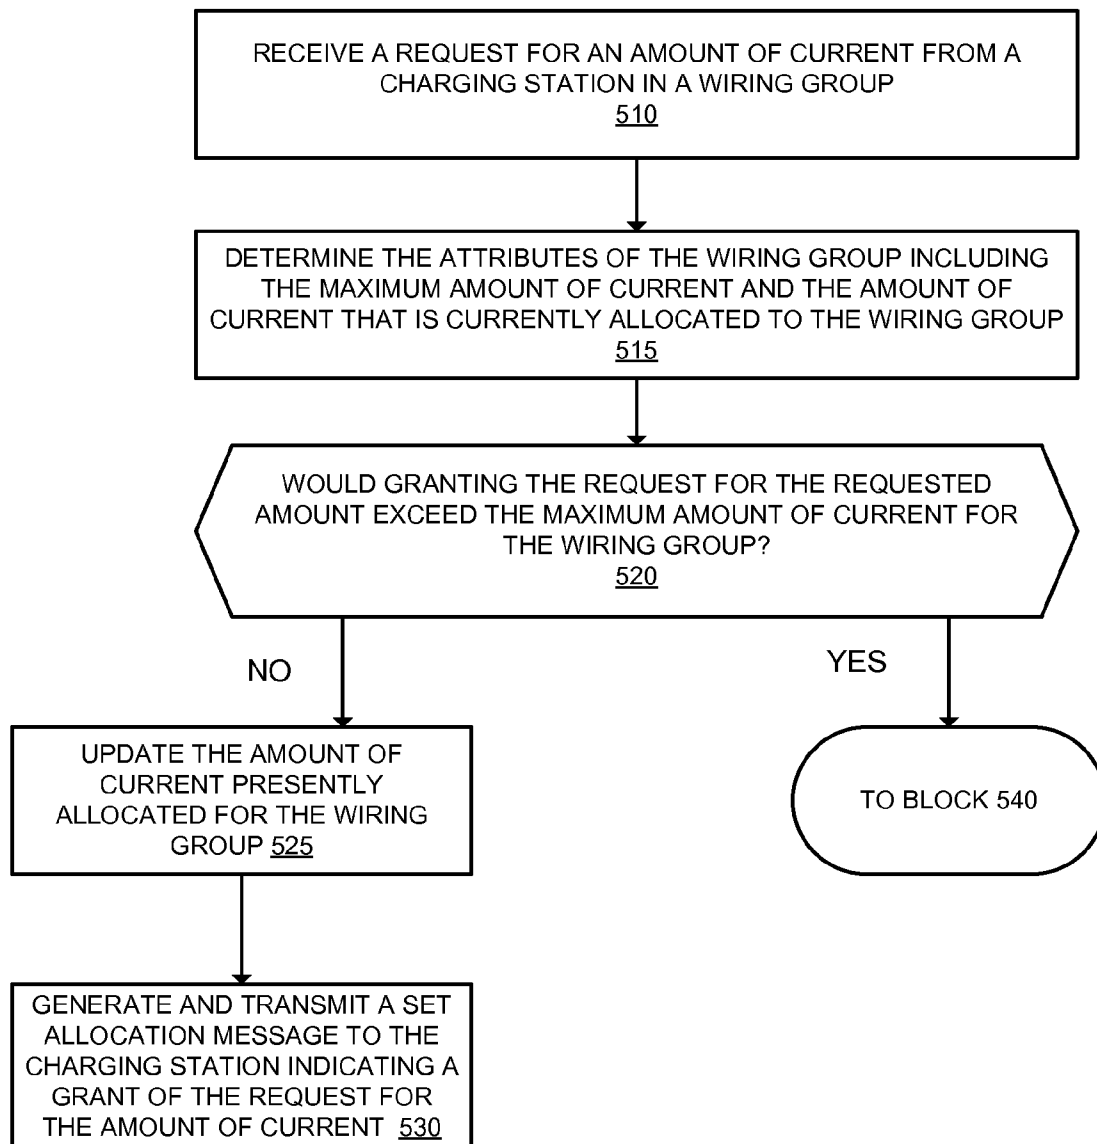 RECEIVE A REQUEST FOR AN AMOUNT OF CURRENT FROM A
CHARGING STATION IN A WIRING GROUP
510
DETERMINE THE ATTRIBUTES OF THE WIRING GROUP INCLUDING
THE MAXIMUM AMOUNT OF CURRENT AND THE AMOUNT OF
CURRENT THAT IS CURRENTLY ALLOCATED TO THE WIRING GROUP
515
WOULD GRANTING THE REQUEST FOR THE REQUESTED
AMOUNT EXCEED THE MAXIMUM AMOUNT OF CURRENT FOR
THE WIRING GROUP?
520
NO
YES
UPDATE THE AMOUNT OF
CURRENT PRESENTLY
ALLOCATED FOR THE WIRING
GROUP 525
TO BLOCK 540
GENERATE AND TRANSMIT A SET
ALLOCATION MESSAGE TO THE
CHARGING STATION INDICATING A
GRANT OF THE REQUEST FOR
THE AMOUNT OF CURRENT 530